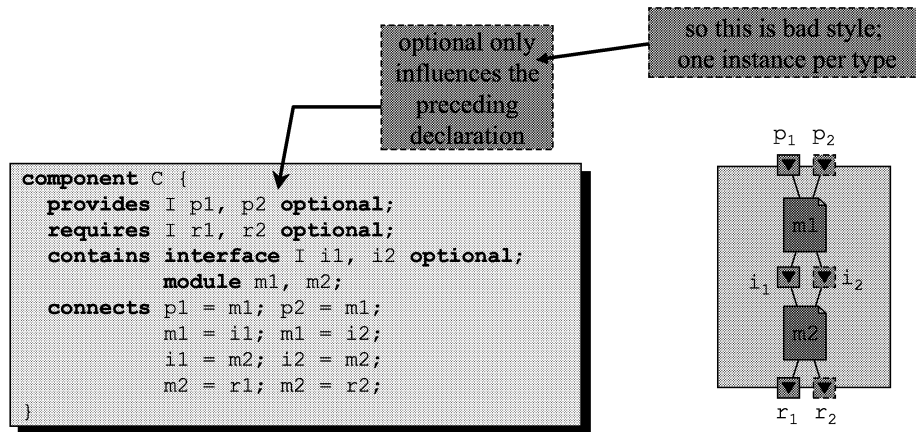 optional only
influences the
preceding
declaration
so this is bad style;
one instance per type
component C {
provides I p1, p2 optional;
requires I r1, r2 optional;
contains interface I i1, i2 optional;
module m1, m2;
connects p1 = m1; p2 = m1;
m1 = i1; m1 = i2;
i1 = m2; i2 = m2;
m2 = r1; m2 = r2;
}
p1 p2
m1
i1 i2
m2
r1 r2